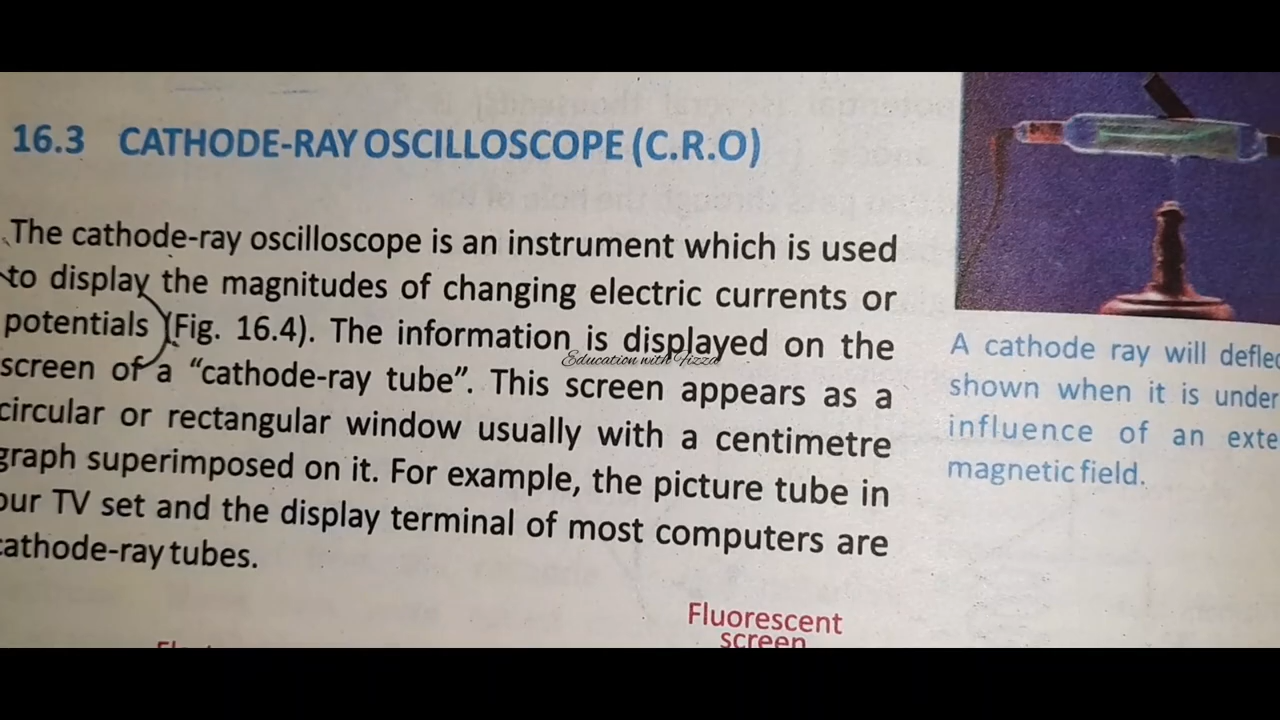 16.3 CATHODE-RAY OSCILLOSCOPE (C.R.O)
The cathode-ray oscilloscope is an instrument which is used
to display the magnitudes of changing electric currents or
potentials (Fig. 16.4). The information is displayed on the
screen of a “cathode-ray tube”. This screen appears as a
circular or rectangular window usually with a centimetre
graph superimposed on it. For example, the picture tube in
our TV set and the display terminal of most computers are
cathode-ray tubes.
Education with Fizza
A cathode ray will
shown when it is under
influence of an
magnetic field.
Fluorescent
screen